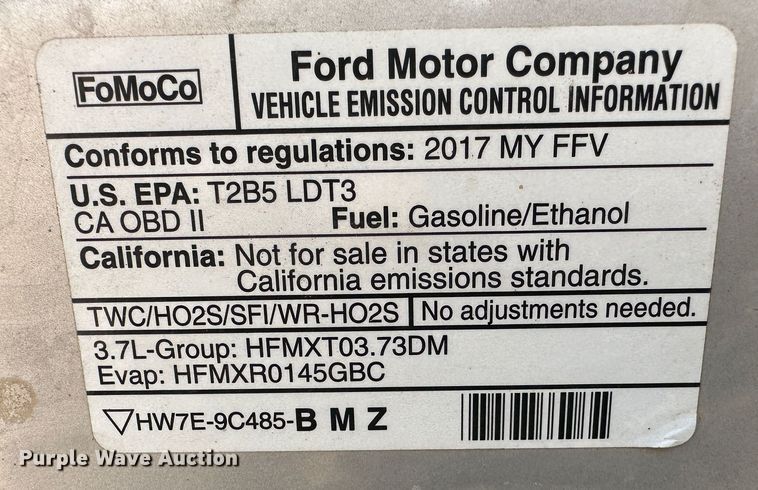 FoMoCo
Ford Motor Company
VEHICLE EMISSION CONTROL INFORMATION
Conforms to regulations: 2017 MY FFV
U.S. EPA: T2B5 LDT3
CA OBD II Fuel: Gasoline/Ethanol
California: Not for sale in states with
California emissions standards.
TWC/HO2S/SFI/WR-HO2S No adjustments needed.
3.7L-Group: HFMXT03.73DM
Evap: HFMXR0145GBC
▽HW7E-9C485-B M Z
Purple Wave Auction